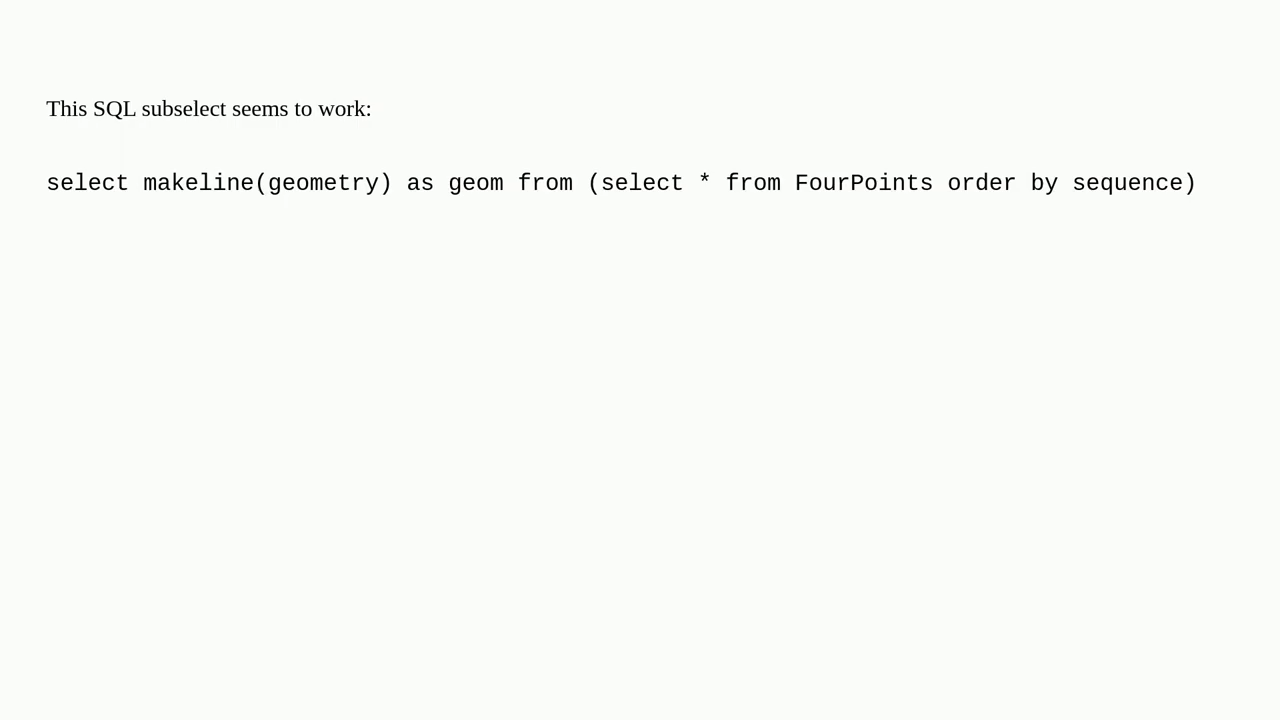 This SQL subselect seems to work:
select makeline(geometry) as geom from (select * from FourPoints order by sequence)